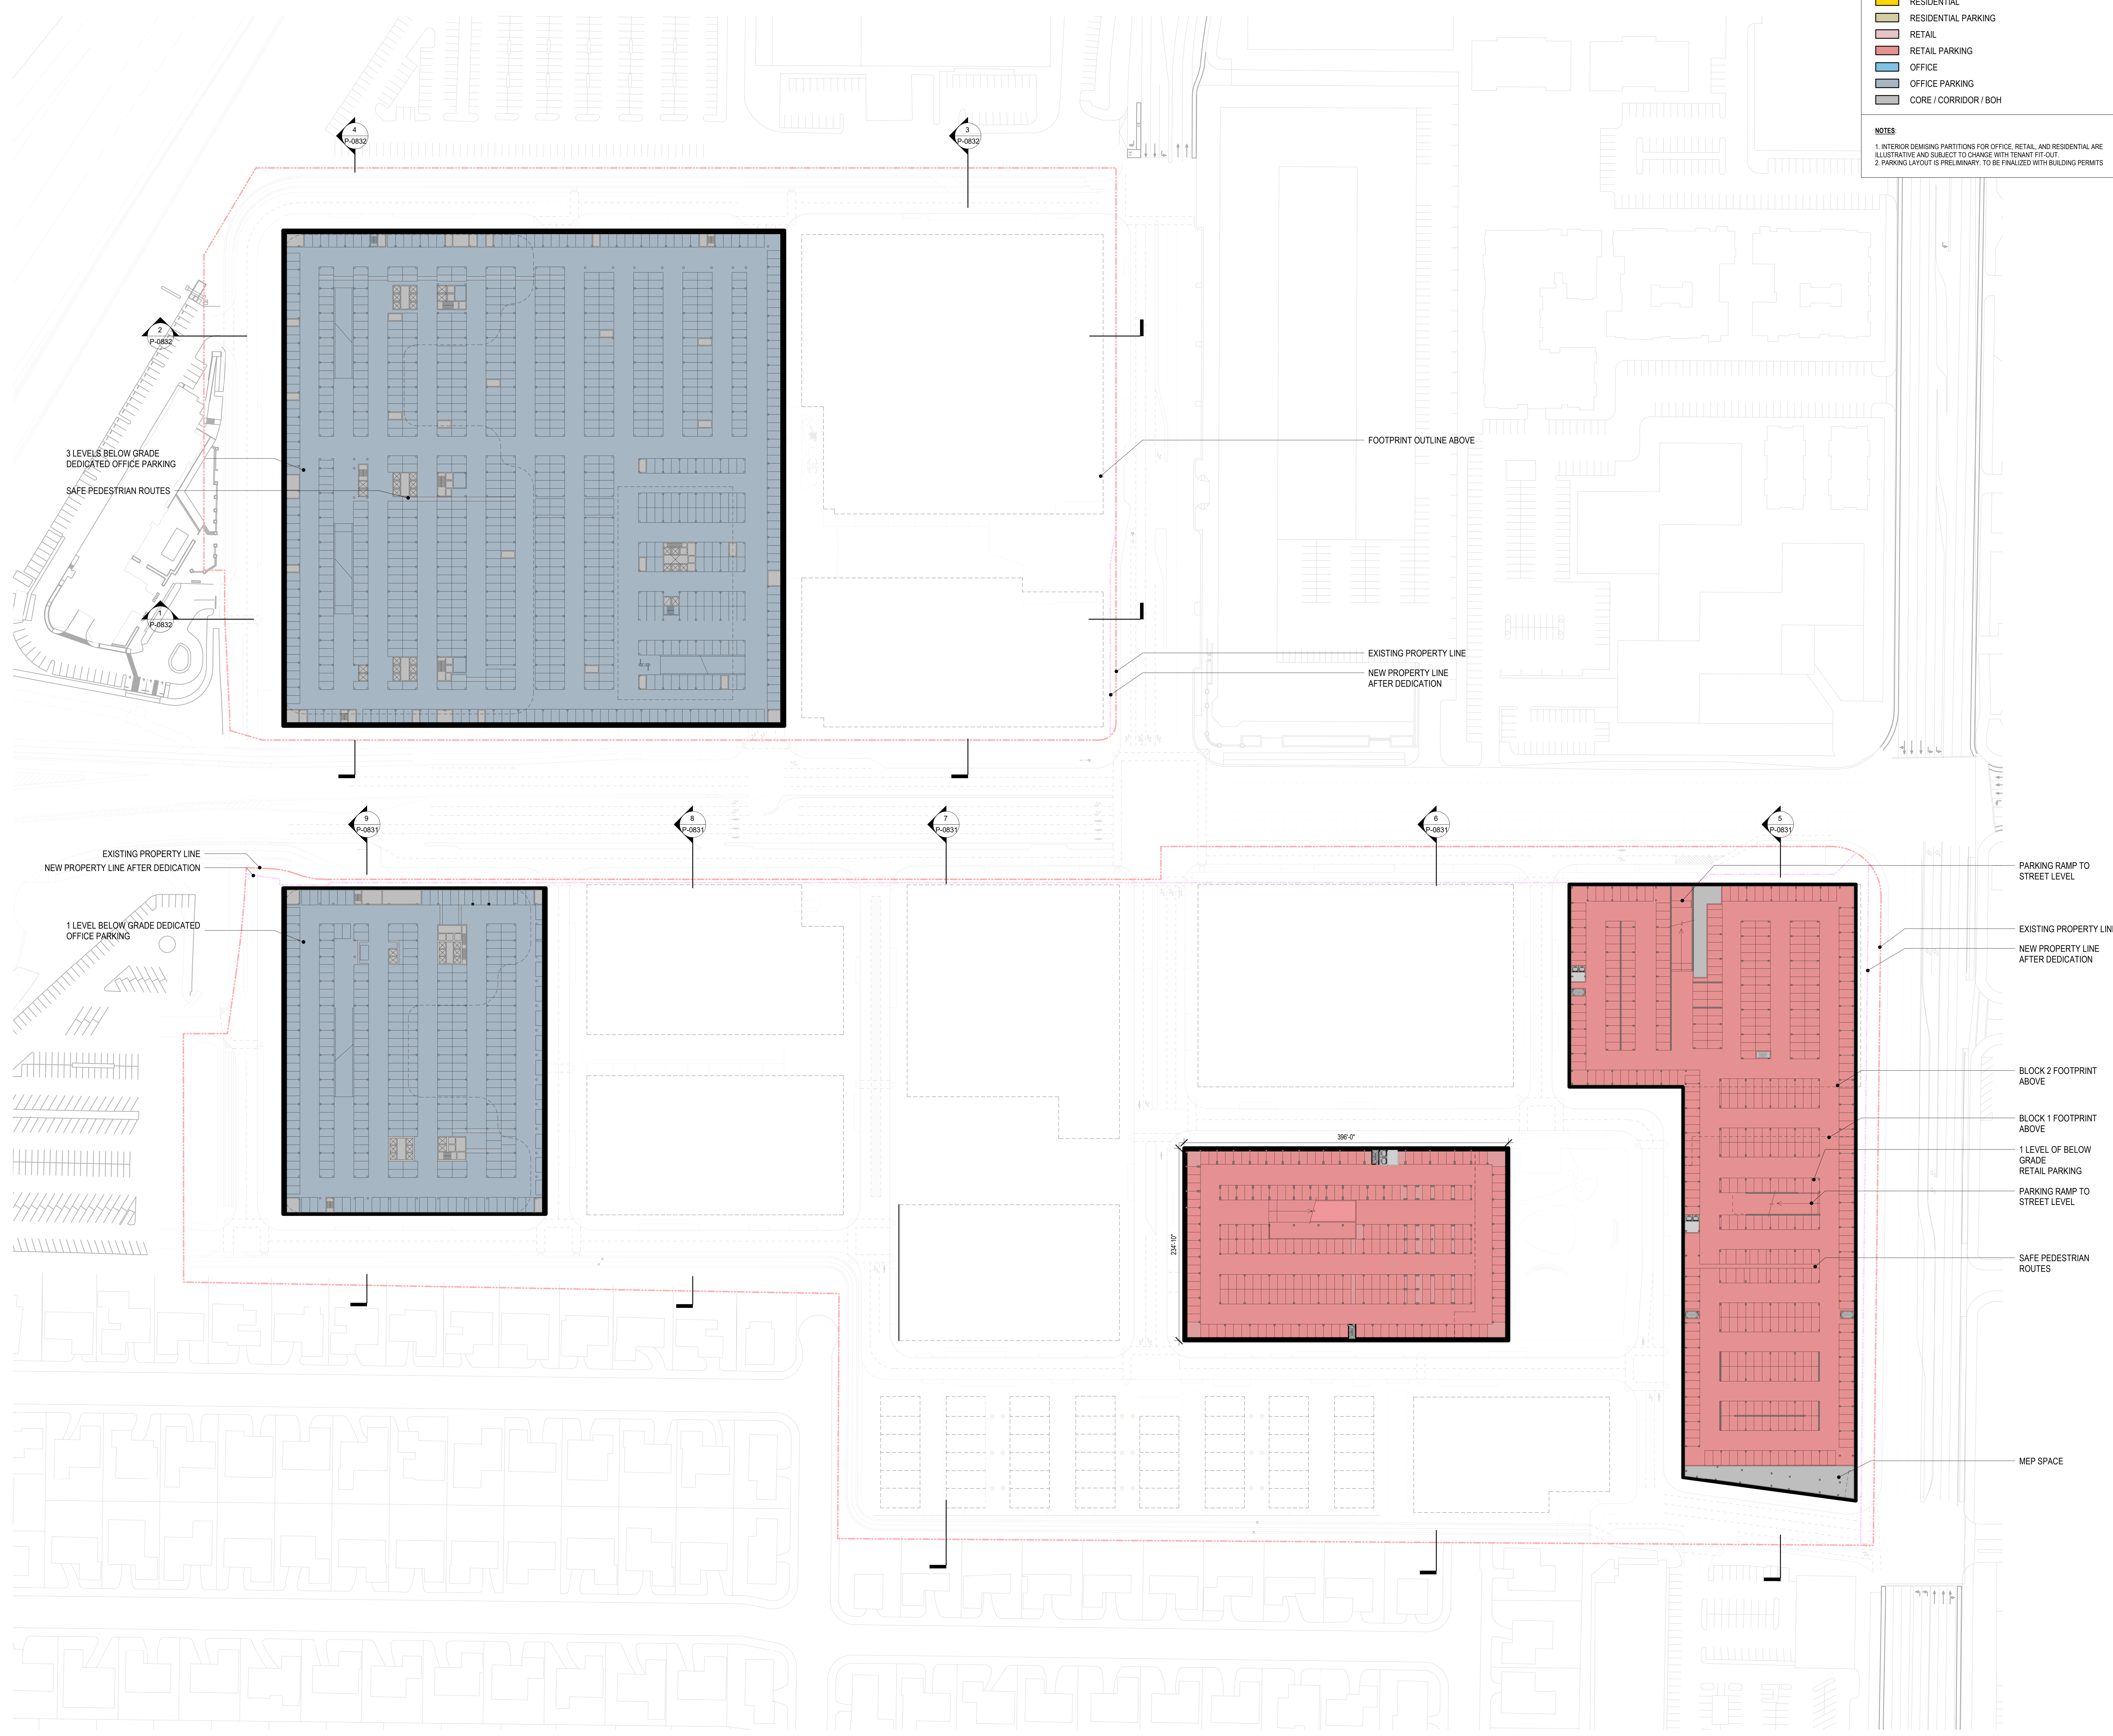 RESIDENTIAL
RESIDENTIAL PARKING
RETAIL
RETAIL PARKING
OFFICE
OFFICE PARKING
CORE / CORRIDOR / BOH
NOTES:
1. INTERIOR DEMISING PARTITIONS FOR OFFICE, RETAIL, AND RESIDENTIAL ARE
ILLUSTRATIVE AND SUBJECT TO CHANGE WITH TENANT FIT-OUT.
2. PARKING LAYOUT IS PRELIMINARY. TO BE FINALIZED WITH BUILDING PERMITS
4
P-0832
3
P-0832
2
P-0832
3 LEVELS BELOW GRADE
DEDICATED OFFICE PARKING
SAFE PEDESTRIAN ROUTES
FOOTPRINT OUTLINE ABOVE
1
P-0832
EXISTING PROPERTY LINE
NEW PROPERTY LINE
AFTER DEDICATION
9
P-0831
8
P-0831
7
P-0831
6
P-0831
5
P-0831
EXISTING PROPERTY LINE
NEW PROPERTY LINE AFTER DEDICATION
1 LEVEL BELOW GRADE DEDICATED
OFFICE PARKING
PARKING RAMP TO
STREET LEVEL
EXISTING PROPERTY LIN
NEW PROPERTY LINE
AFTER DEDICATION
BLOCK 2 FOOTPRINT
ABOVE
BLOCK 1 FOOTPRINT
ABOVE
1 LEVEL OF BELOW
GRADE
RETAIL PARKING
PARKING RAMP TO
STREET LEVEL
SAFE PEDESTRIAN
ROUTES
MEP SPACE
396'-0"
234'-10"